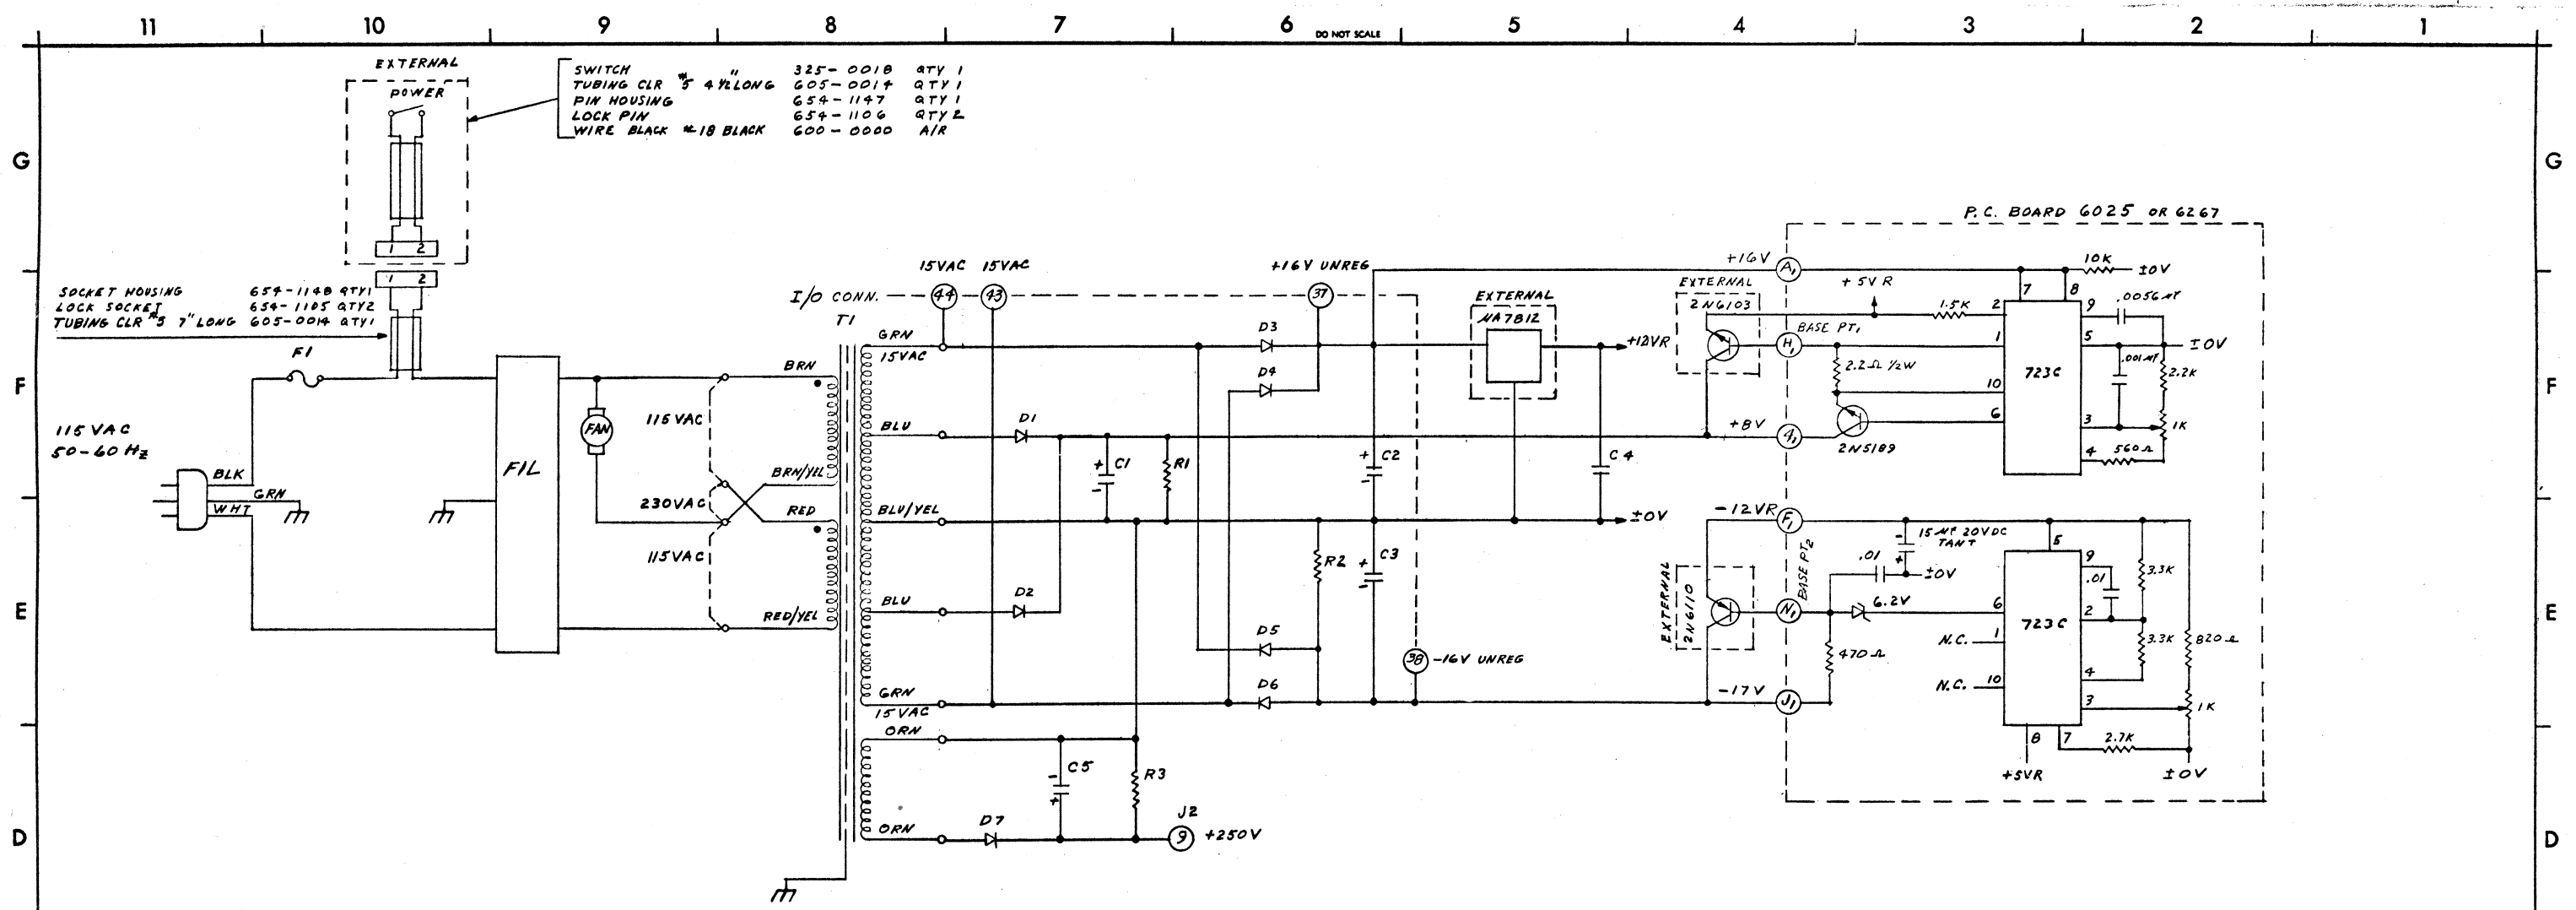 11 10 9 8 7 6 DO NOT SCALE 5 4 3 2 1
EXTERNAL
POWER
1 2
1 2
SWITCH 325-0018 QTY 1
TUBING CLR #5 4 1/2" LONG 605-0014 QTY 1
PIN HOUSING 654-1147 QTY 1
LOCK PIN 654-1106 QTY 2
WIRE BLACK #18 BLACK 600-0000 A/R
G G
SOCKET HOUSING 654-1148 QTY1
LOCK SOCKET 654-1105 QTY2
TUBING CLR #5 7" LONG 605-0014 QTY1
F1
F F
115 VAC
50-60 Hz
BLK
GRN
WHT
FIL
FAN
115 VAC
230VAC
115VAC
BRN
BRN/YEL
RED
RED/YEL
T1
I/O CONN.
15VAC 15VAC
44 43
+16V UNREG
37
GRN
15VAC
BLU
BLU/YEL
BLU
GRN
15VAC
ORN
ORN
D1
D2
D3
D4
D5
D6
D7
+ C1 -
R1
+ C2 -
R2
+ C3 -
C4
- C5 +
R3
J2
9 +250V
38 -16V UNREG
EXTERNAL
µA7812
+12VR
±0V
P.C. BOARD 6025 OR 6267
+16V A1
EXTERNAL
2N6103
+5VR
1.5K
BASE PT1
H1
2.2Ω 1/2W
+8V 41
2N5189
723C
7 8
2 9
1 5
10
6 3
4
10K ±0V
.0056µF
±0V
.001µF
2.2K
1K
560Ω
-12VR F1
15µF 20VDC
TANT
- +
.01
±0V
BASE PT2
EXTERNAL
2N6110
N1
6.2V
470Ω
-17V J1
723C
5
9
6 2
N.C. 1
N.C. 10
4
3
8 7
.01
3.3K
3.3K
820Ω
1K
2.7K
+5VR
±0V
E E
D D